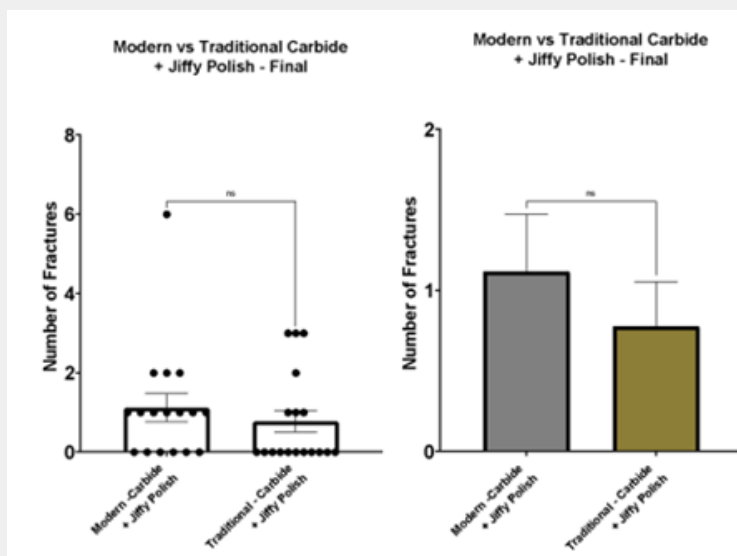 Modern vs Traditional Carbide
+ Jiffy Polish - Final
8
6
4
2
0
Number of Fractures
ns
Modern -Carbide
+ Jiffy Polish
Traditional - Carbide
+ Jiffy Polish
Modern vs Traditional Carbide
+ Jiffy Polish - Final
2
1
0
Number of Fractures
ns
Modern -Carbide
+ Jiffy Polish
Traditional - Carbide
+ Jiffy Polish